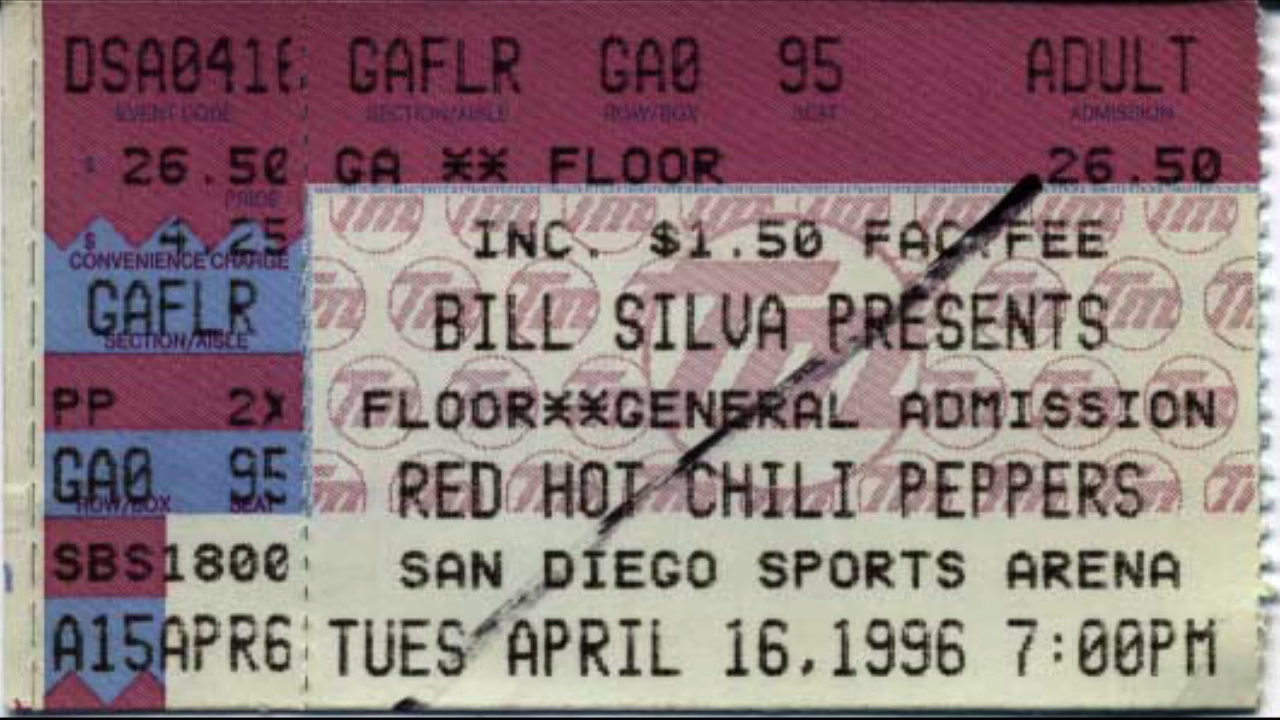 DSA0416 GAFLR GA0 95 ADULT
EVENT CODE SECTION/AISLE ROW/BOX SEAT ADMISSION
$ 26.50 GA ** FLOOR 26.50
PRICE
$ 4.25 INC. $1.50 FAC.FEE
CONVENIENCE CHARGE
GAFLR BILL SILVA PRESENTS
SECTION/AISLE
PP 2X FLOOR**GENERAL ADMISSION
GA0 95 RED HOT CHILI PEPPERS
ROW/BOX SEAT
SBS1800 SAN DIEGO SPORTS ARENA
A15APR6 TUES APRIL 16,1996 7:00PM